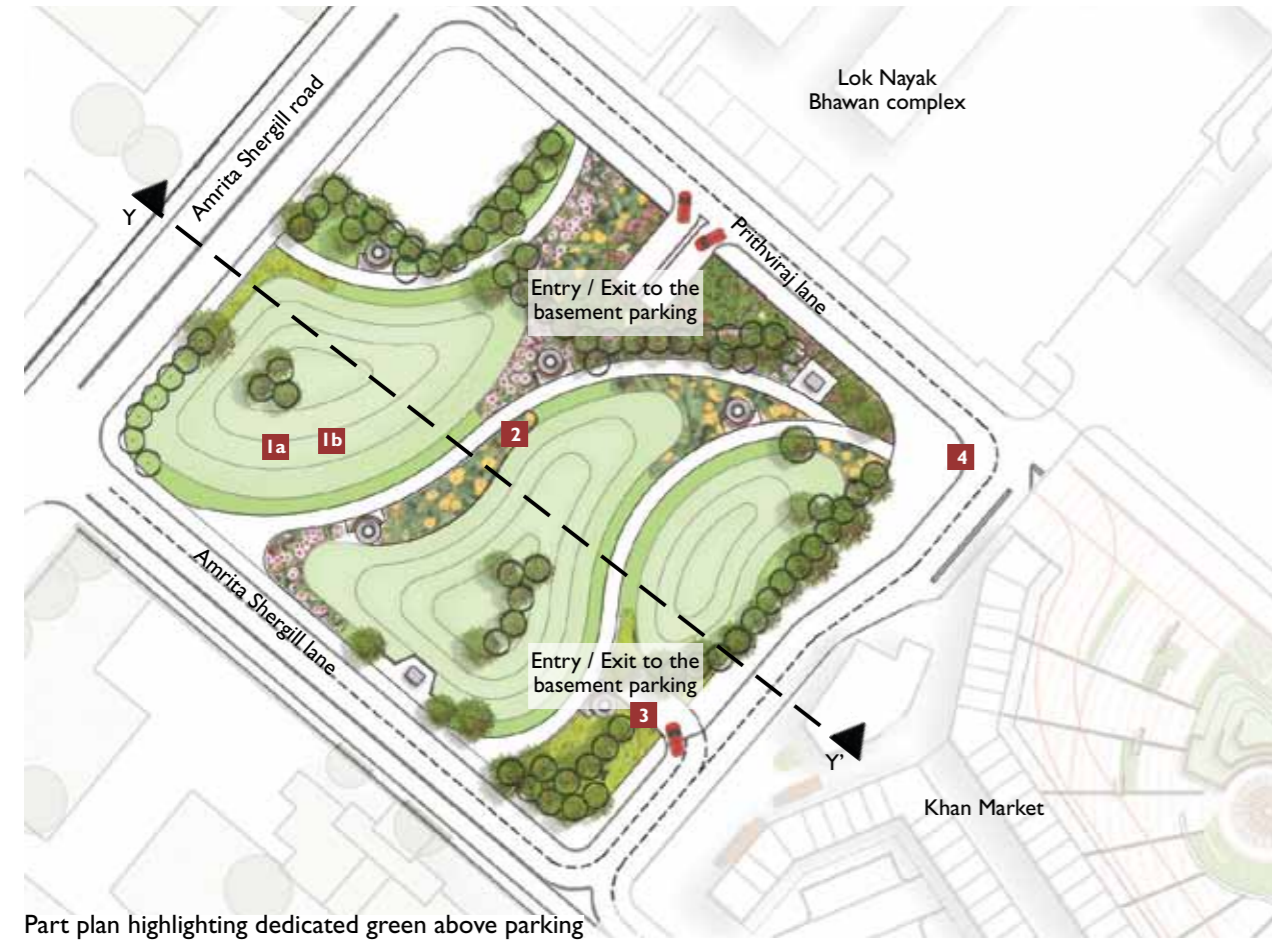 Lok Nayak
Bhawan complex
Amrita Shergill road
Y
Prithviraj lane
Entry / Exit to the
basement parking
1a
1b
2
4
Amrita Shergill lane
Entry / Exit to the
basement parking
3
Y'
Khan Market
Part plan highlighting dedicated green above parking